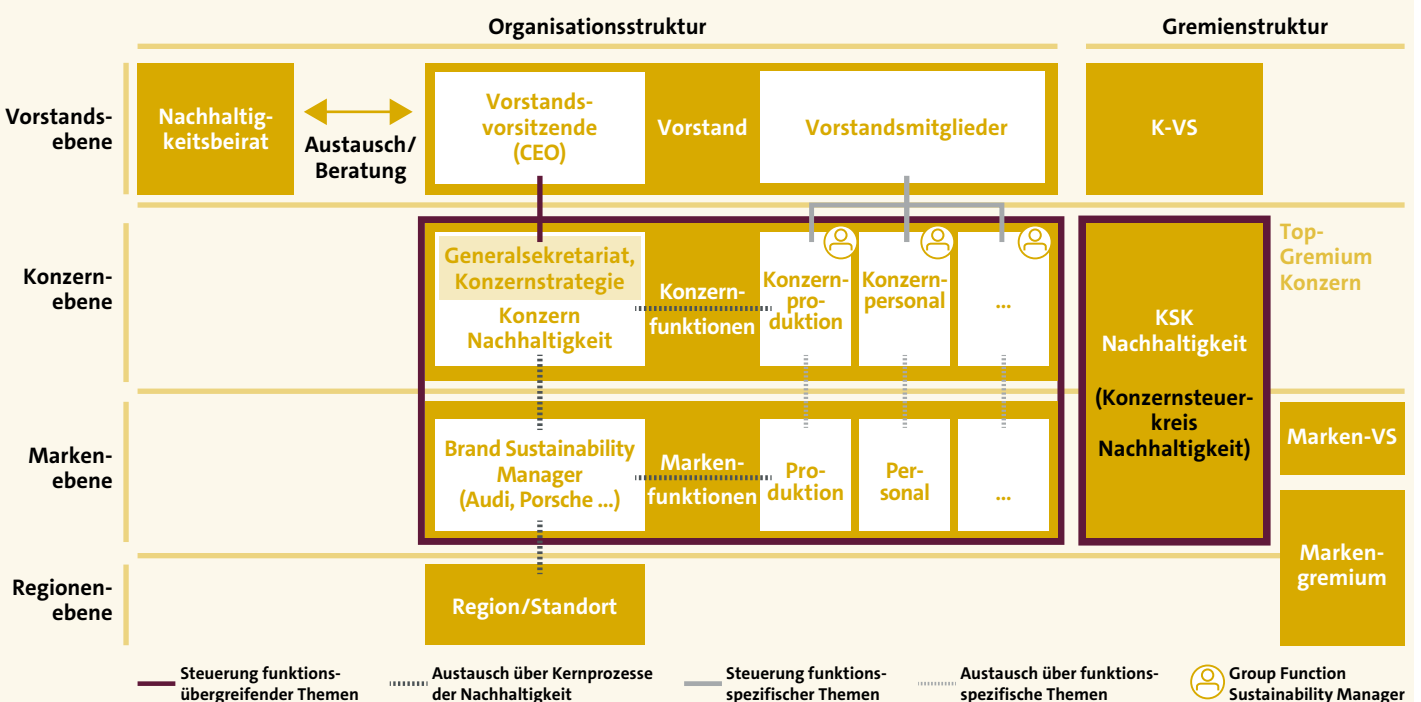 Organisationsstruktur
Gremienstruktur
Vorstands-
ebene
Nachhaltig-
keitsbeirat
Austausch/
Beratung
Vorstands-
vorsitzende
(CEO)
Vorstand
Vorstandsmitglieder
K-VS
Konzern-
ebene
Generalsekretariat,
Konzernstrategie
Konzern
Nachhaltigkeit
Konzern-
funktionen
Konzern-
pro-
duktion
Konzern-
personal
...
KSK
Nachhaltigkeit
(Konzernsteuer-
kreis
Nachhaltigkeit)
Top-
Gremium
Konzern
Marken-
ebene
Brand Sustainability
Manager
(Audi, Porsche ...)
Marken-
funktionen
Pro-
duktion
Per-
sonal
...
Marken-VS
Marken-
gremium
Regionen-
ebene
Region/Standort
Steuerung funktions-
übergreifender Themen
Austausch über Kernprozesse
der Nachhaltigkeit
Steuerung funktions-
spezifischer Themen
Austausch über funktions-
spezifische Themen
Group Function
Sustainability Manager